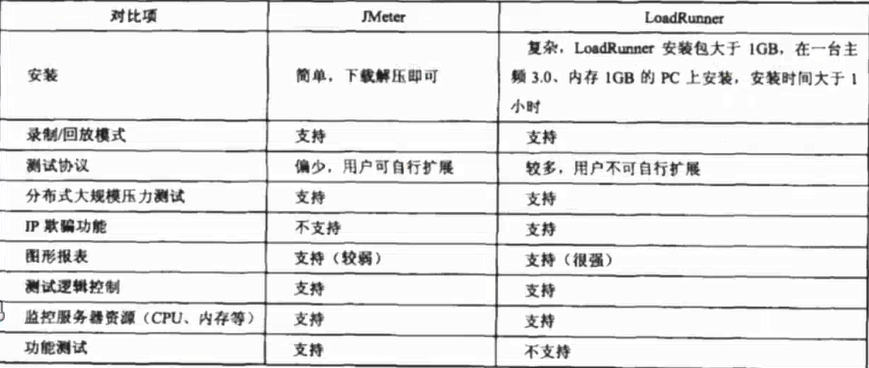 对比项 JMeter LoadRunner
安装 简单，下载解压即可 复杂，LoadRunner 安装包大于 1GB，在一台主
频 3.0、内存 1GB 的 PC 上安装，安装时间大于 1
小时
录制/回放模式 支持 支持
测试协议 偏少，用户可自行扩展 较多，用户不可自行扩展
分布式大规模压力测试 支持 支持
IP 欺骗功能 不支持 支持
图形报表 支持（较弱） 支持（很强）
测试逻辑控制 支持 支持
监控服务器资源（CPU、内存等） 支持 支持
功能测试 支持 不支持